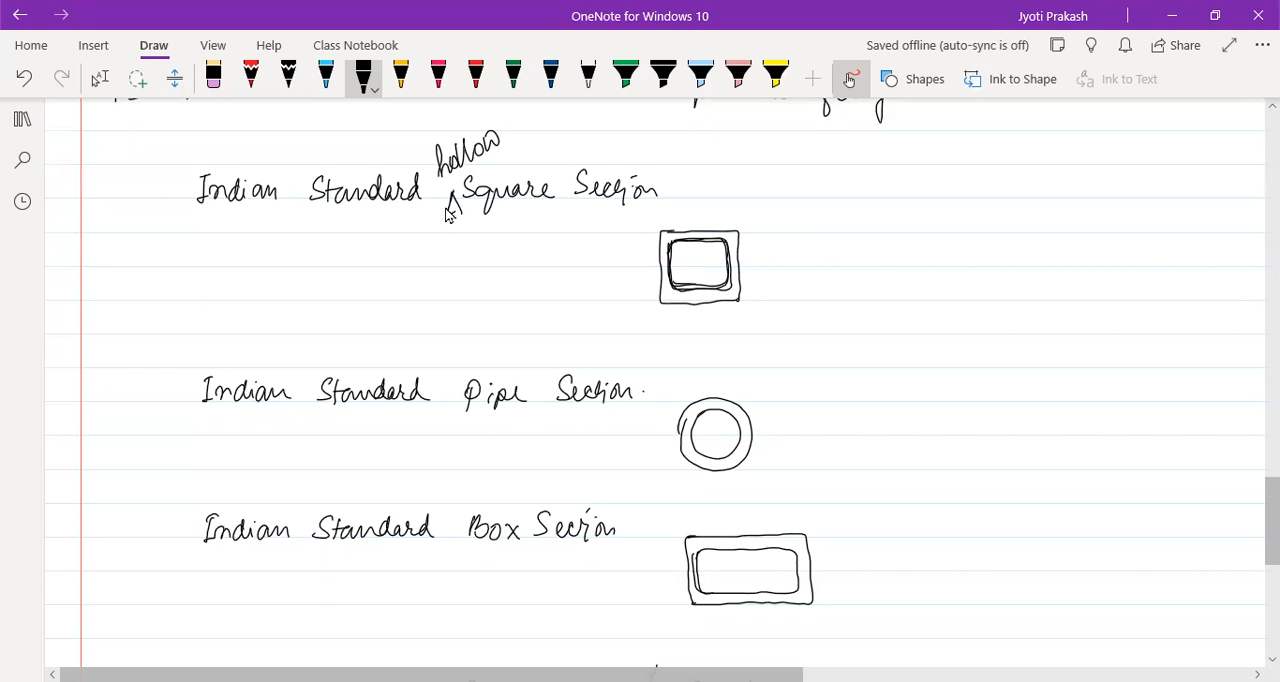 OneNote for Windows 10
Jyoti Prakash
Home Insert Draw View Help Class Notebook
Saved offline (auto-sync is off) Share
Shapes Ink to Shape Ink to Text
hollow
Indian Standard Square Section
Indian Standard Pipe Section.
Indian Standard Box Section